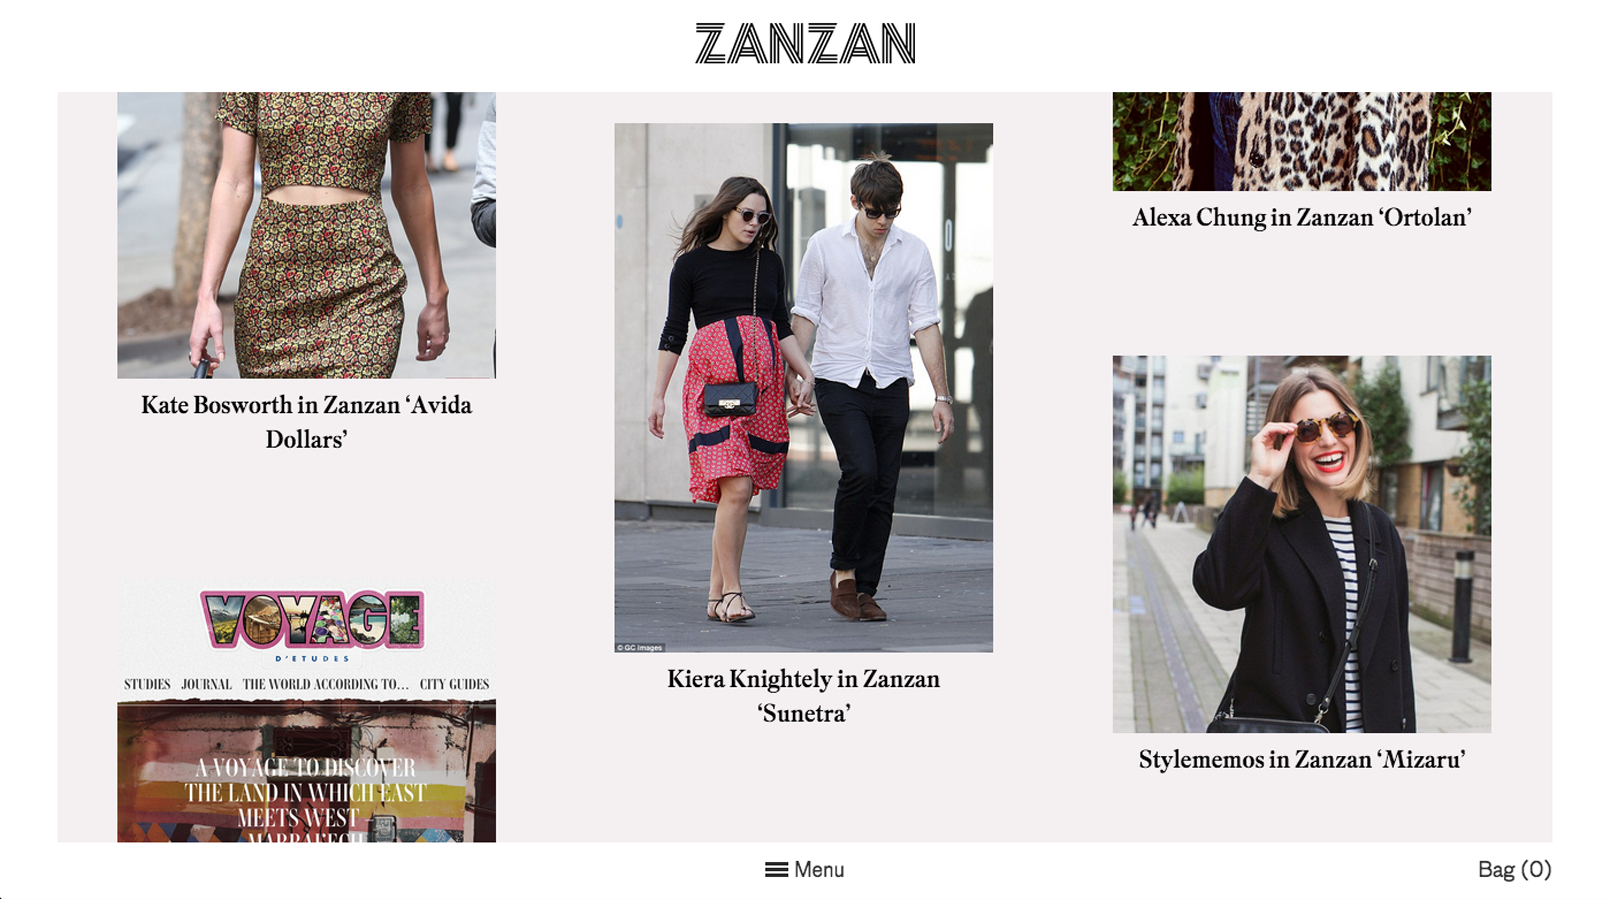 ZANZAN
Kate Bosworth in Zanzan ‘Avida
Dollars’
VOYAGE
D'ETUDES
STUDIES JOURNAL THE WORLD ACCORDING TO... CITY GUIDES
A VOYAGE TO DISCOVER
THE LAND IN WHICH EAST
MEETS WEST –
MARRAKECH
© GC Images
Kiera Knightely in Zanzan
‘Sunetra’
Alexa Chung in Zanzan ‘Ortolan’
Stylememos in Zanzan ‘Mizaru’
Menu
Bag (0)